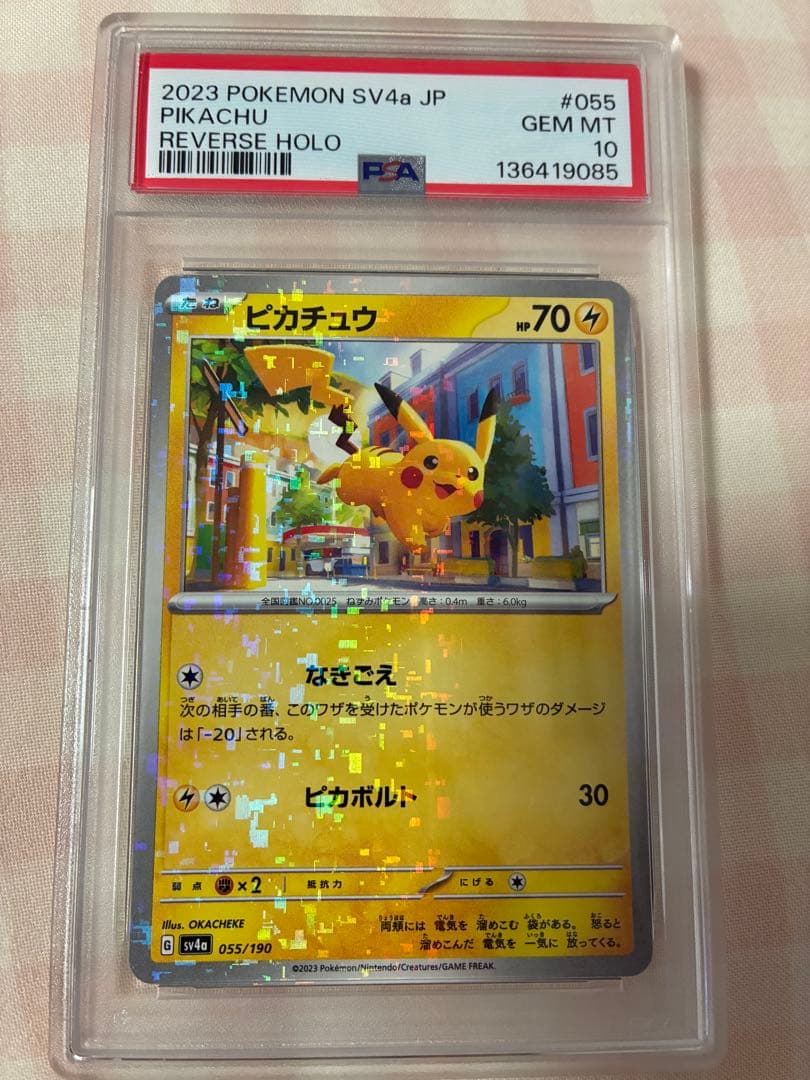 2023 POKEMON SV4a JP #055
PIKACHU GEM MT
REVERSE HOLO 10
PSA 136419085
たね ピカチュウ HP70
全国図鑑NO.0025 ねずみポケモン 高さ:0.4m 重さ:6.0kg
なきごえ
次の相手の番、このワザを受けたポケモンが使うワザのダメージ
は「-20」される。
ピカボルト 30
弱点 ×2 抵抗力 にげる
Illus. OKACHEKE
両頬には 電気を 溜めこむ 袋がある。 怒ると
溜めこんだ 電気を 一気に 放ってくる。
G sv4a 055/190
©2023 Pokémon/Nintendo/Creatures/GAME FREAK.